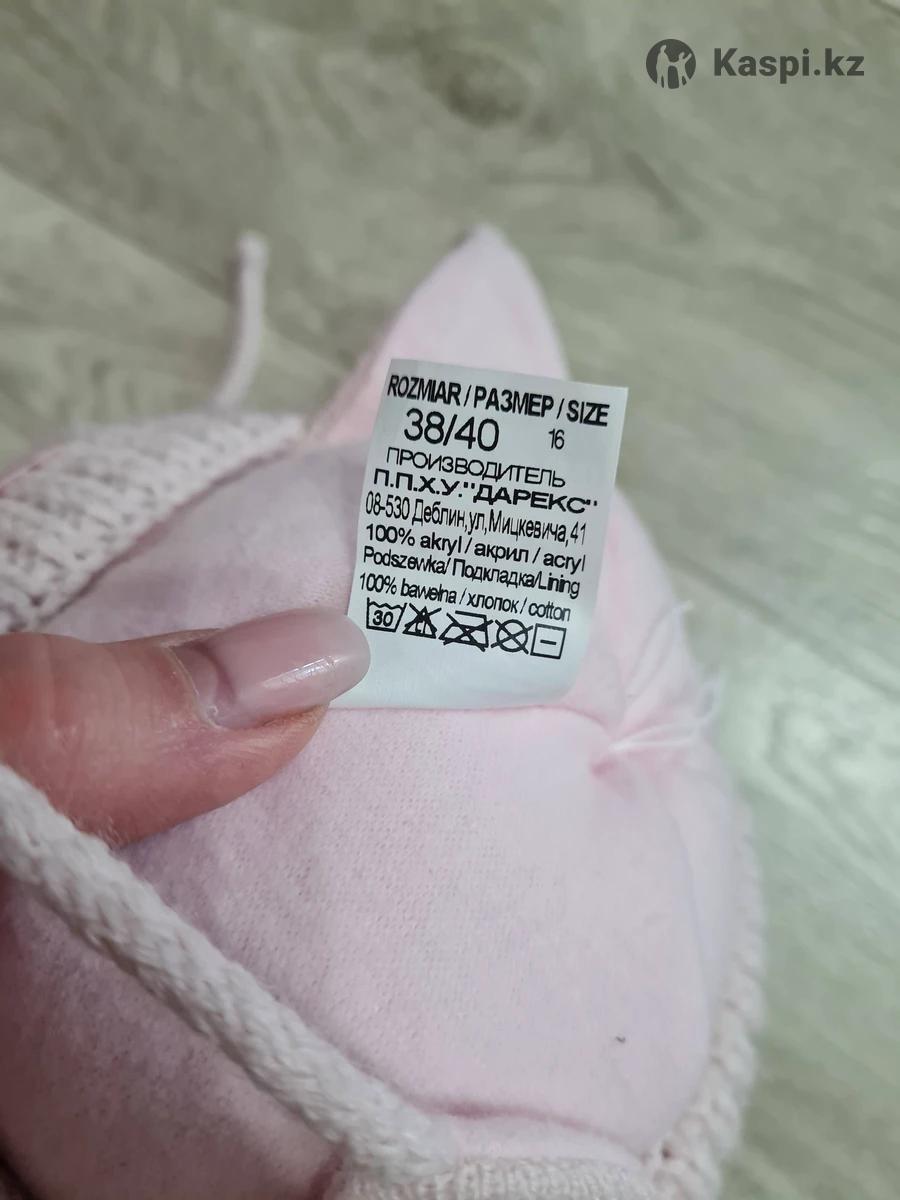 Kaspi.kz
ROZMIAR / РАЗМЕР / SIZE
38/40 16
ПРОИЗВОДИТЕЛЬ
П.П.Х.У."ДАРЕКС"
08-530 Деблин,ул,Мицкевича,41
100% akryl / акрил / acryl
Podszewka/ Подкладка/Lining
100% bawełna / хлопок / cotton
30 CL